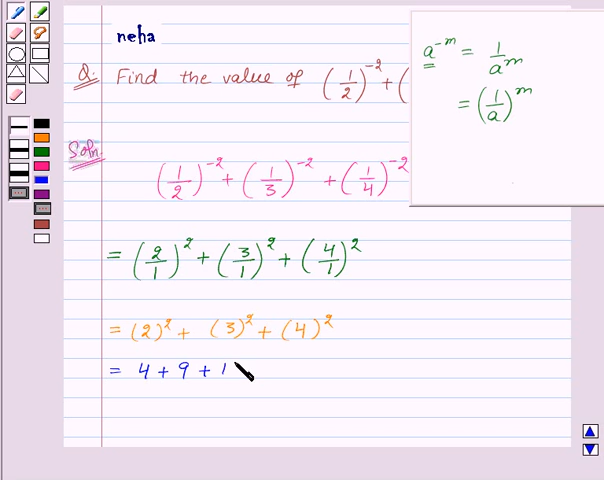 neha
a^-m = 1/a^m
= (1/a)^m
Q. Find the value of (1/2)^-2 + (
Soln.
(1/2)^-2 + (1/3)^-2 + (1/4)^-2
= (2/1)^2 + (3/1)^2 + (4/1)^2
= (2)^2 + (3)^2 + (4)^2
= 4 + 9 + 1